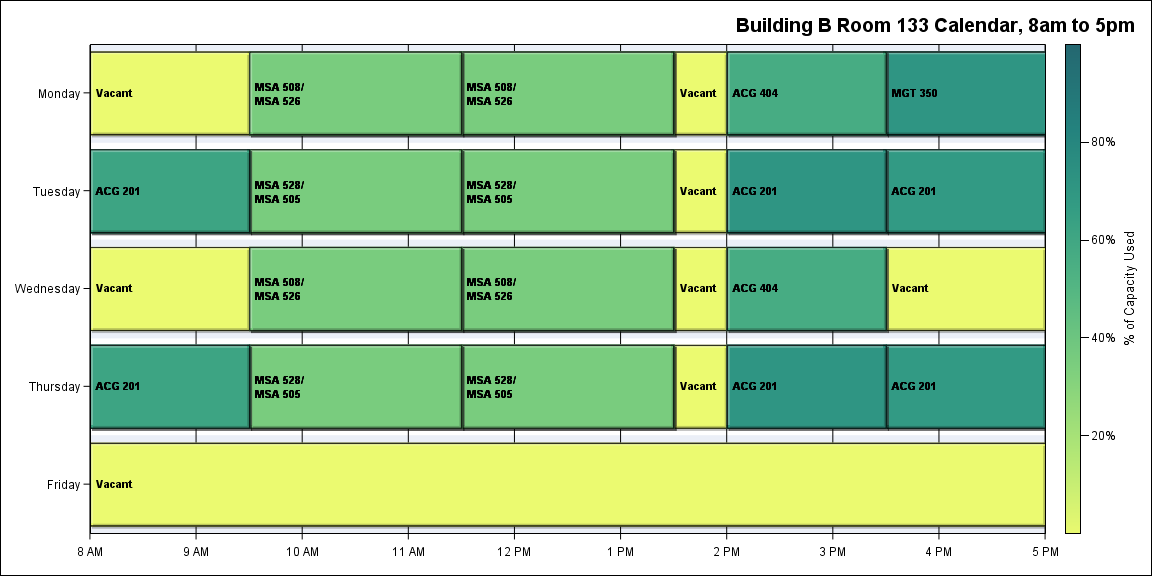 Building B Room 133 Calendar, 8am to 5pm
Monday
Vacant
MSA 508/
MSA 526
MSA 508/
MSA 526
Vacant
ACG 404
MGT 350
Tuesday
ACG 201
MSA 528/
MSA 505
MSA 528/
MSA 505
Vacant
ACG 201
ACG 201
Wednesday
Vacant
MSA 508/
MSA 526
MSA 508/
MSA 526
Vacant
ACG 404
Vacant
Thursday
ACG 201
MSA 528/
MSA 505
MSA 528/
MSA 505
Vacant
ACG 201
ACG 201
Friday
Vacant
8 AM
9 AM
10 AM
11 AM
12 PM
1 PM
2 PM
3 PM
4 PM
5 PM
80%
60%
40%
20%
% of Capacity Used